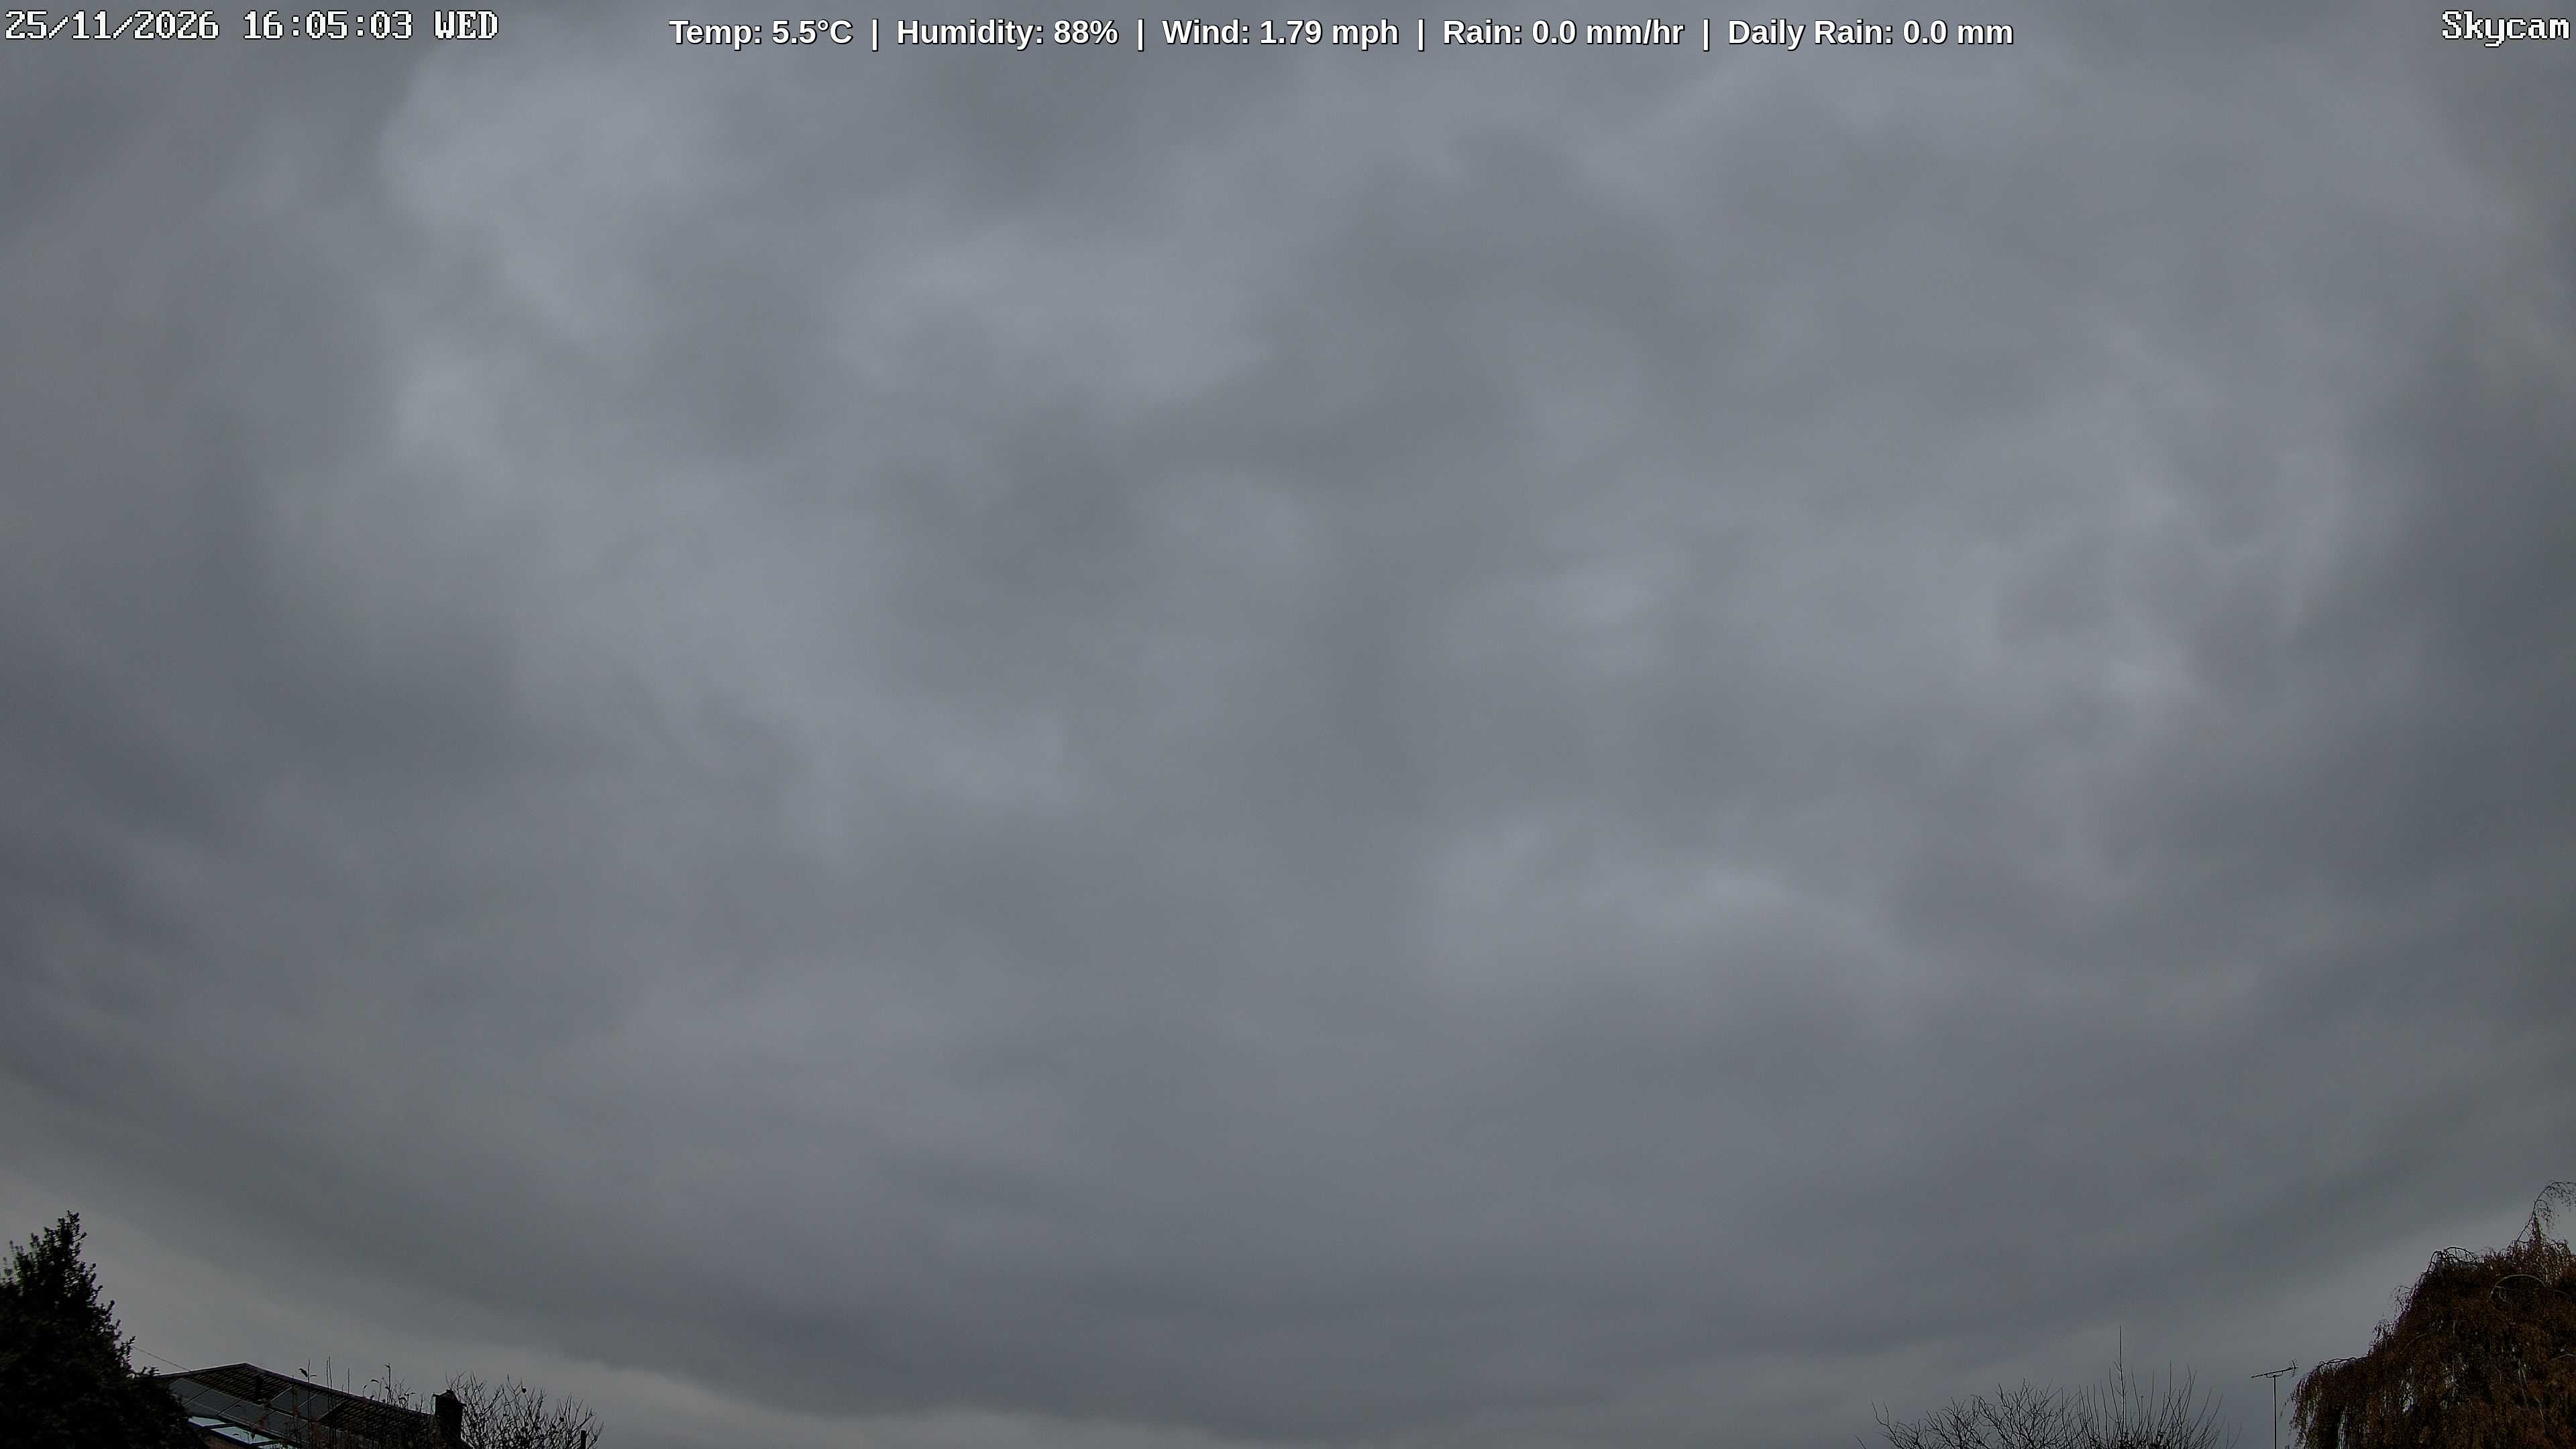 25/11/2026 16:05:03 WED
Temp: 5.5°C | Humidity: 88% | Wind: 1.79 mph | Rain: 0.0 mm/hr | Daily Rain: 0.0 mm
Skycam